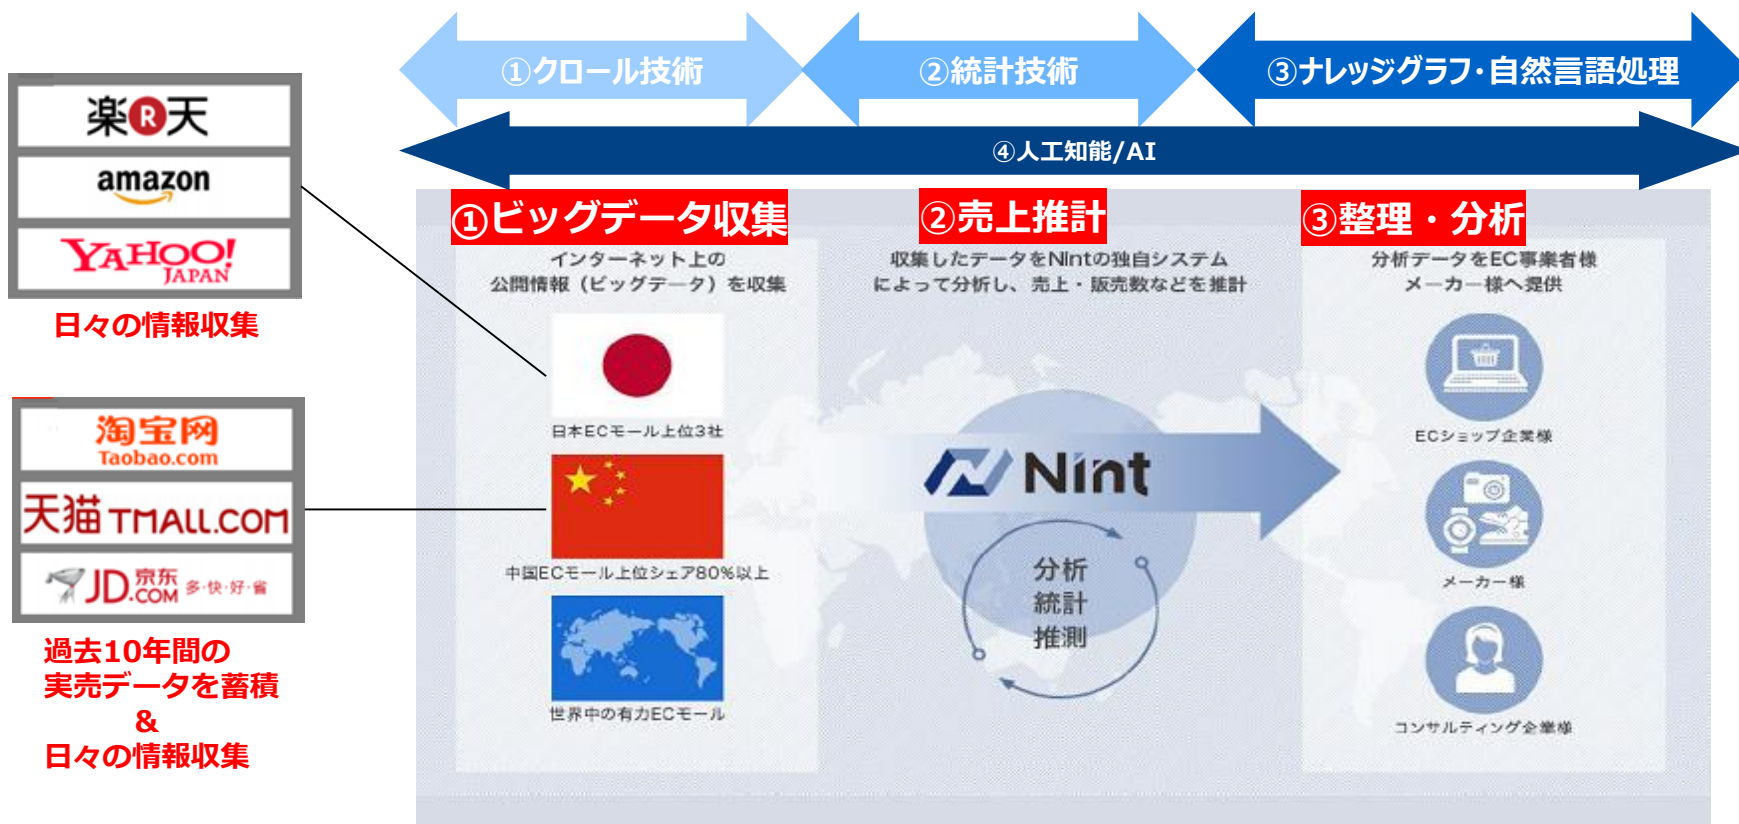 ①クロール技術
②統計技術
③ナレッジグラフ・自然言語処理
④人工知能/AI
楽R天
amazon
YAHOO!
JAPAN
日々の情報収集
淘宝网
Taobao.com
天猫 TMALL.COM
JD.COM 京东 多·快·好·省
過去10年間の
実売データを蓄積
&
日々の情報収集
①ビッグデータ収集
インターネット上の
公開情報（ビッグデータ）を収集
日本ECモール上位3社
中国ECモール上位シェア80%以上
世界中の有力ECモール
②売上推計
収集したデータをNintの独自システム
によって分析し、売上・販売数などを推計
Nint
分析
統計
推測
③整理・分析
分析データをEC事業者様
メーカー様へ提供
ECショップ企業様
メーカー様
コンサルティング企業様